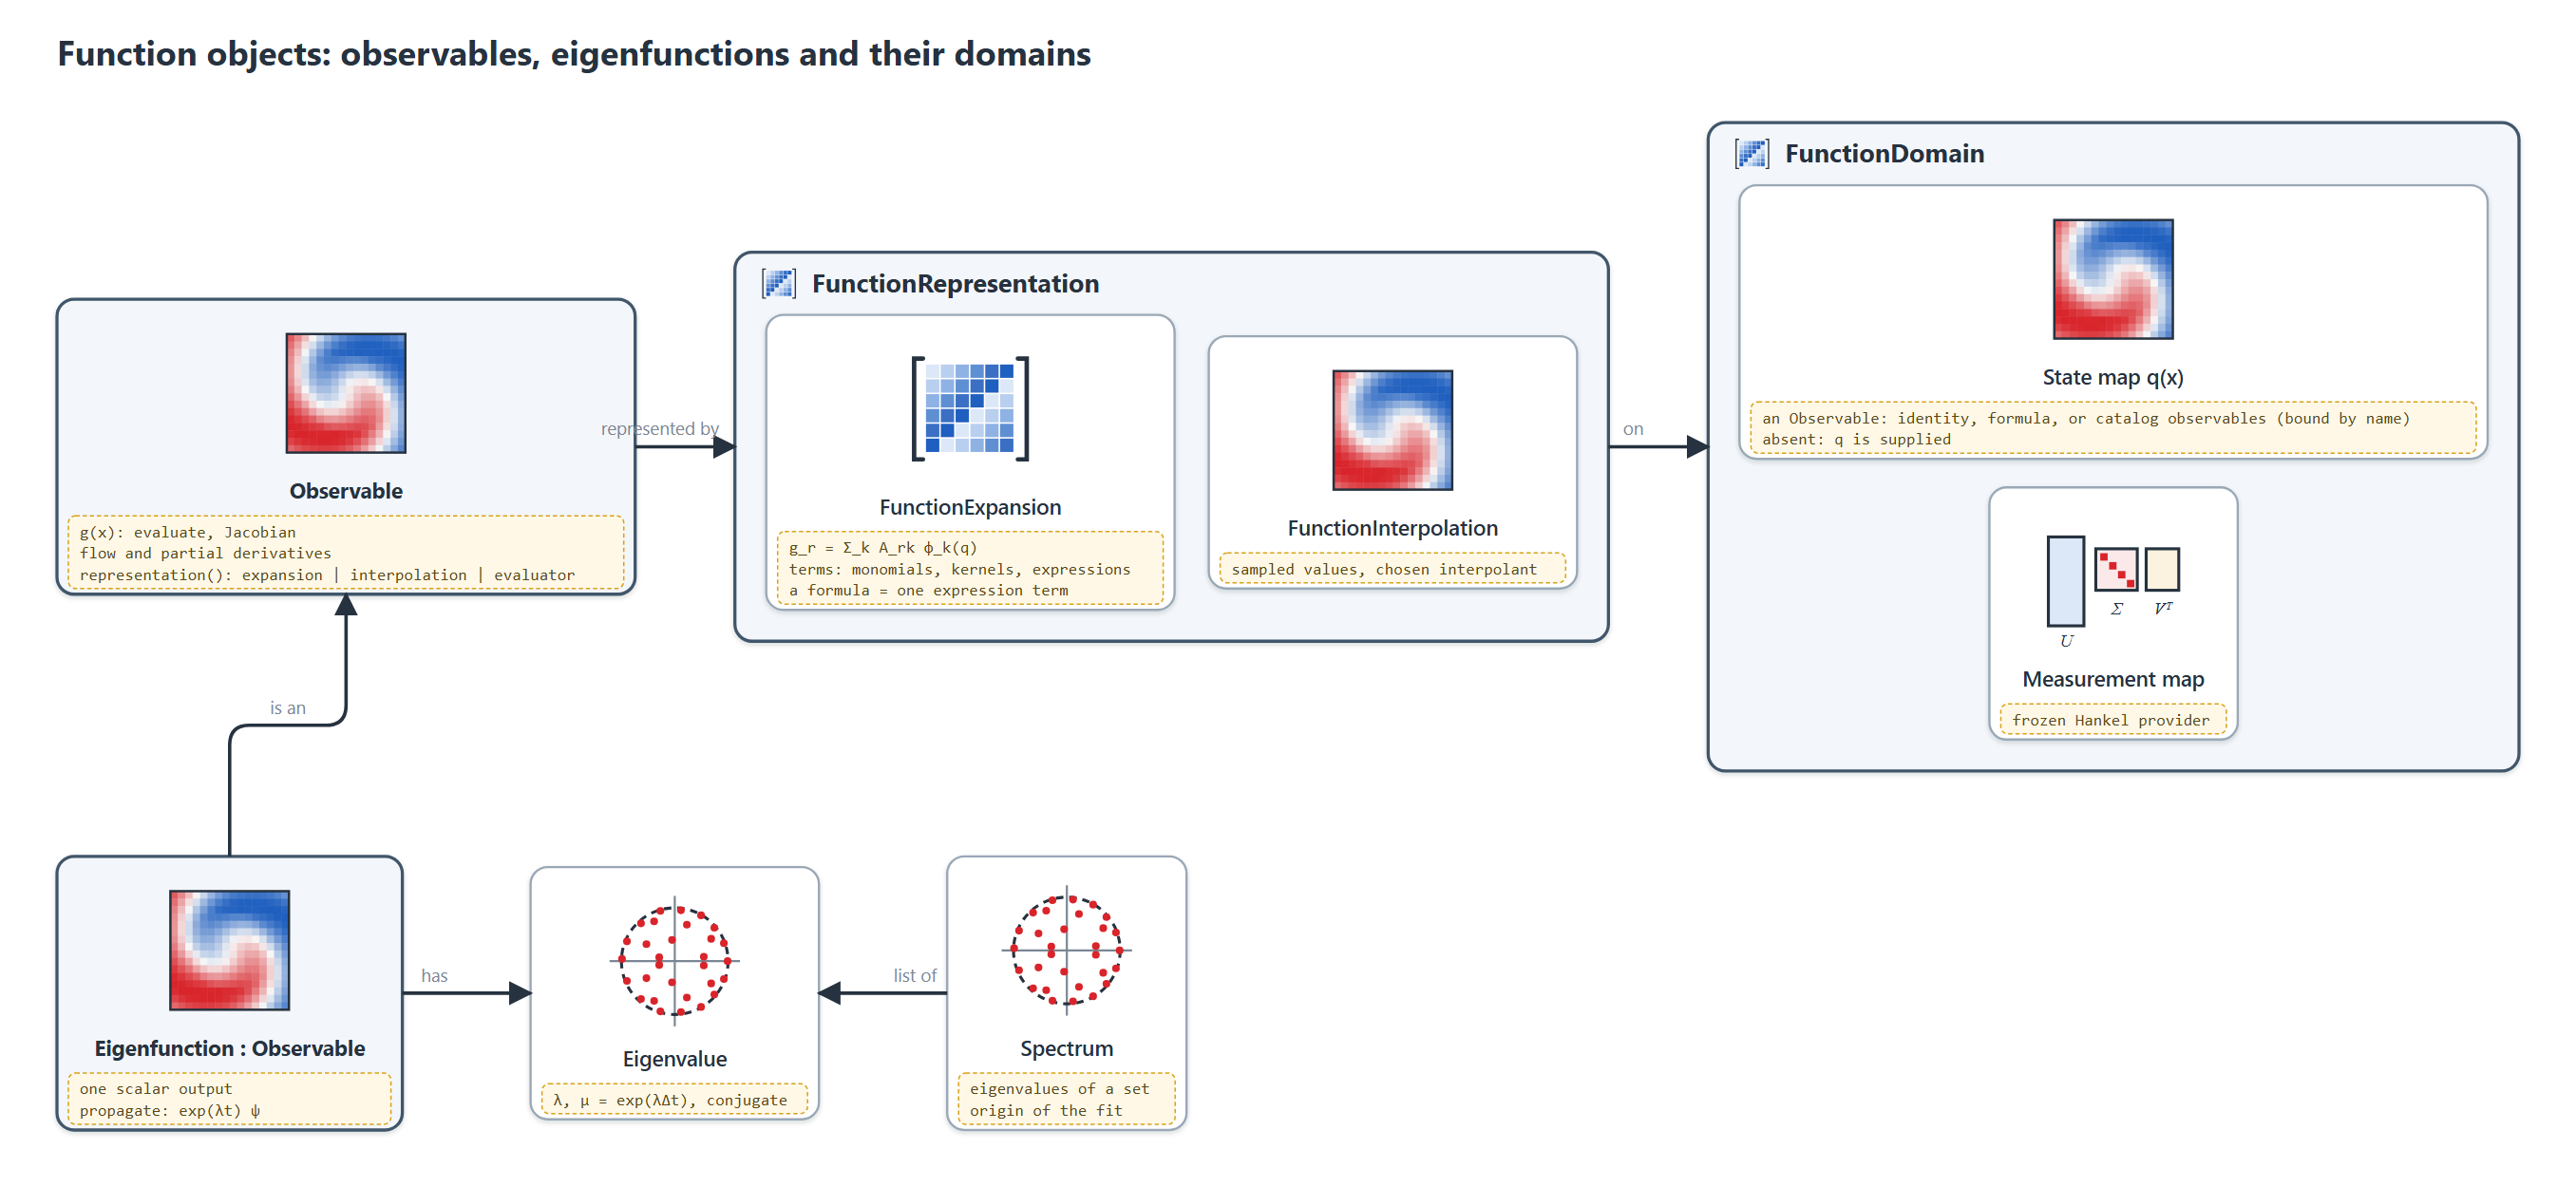 Function objects: observables, eigenfunctions and their domains
FunctionDomain
State map q(x)
an Observable: identity, formula, or catalog observables (bound by name)
absent: q is supplied
U
Σ
Vᵀ
Measurement map
frozen Hankel provider
FunctionRepresentation
FunctionExpansion
g_r = Σ_k A_rk ϕ_k(q)
terms: monomials, kernels, expressions
a formula = one expression term
FunctionInterpolation
sampled values, chosen interpolant
on
Observable
g(x): evaluate, Jacobian
flow and partial derivatives
representation(): expansion | interpolation | evaluator
represented by
is an
Eigenfunction : Observable
one scalar output
propagate: exp(λt) ψ
has
Eigenvalue
λ, μ = exp(λΔt), conjugate
list of
Spectrum
eigenvalues of a set
origin of the fit